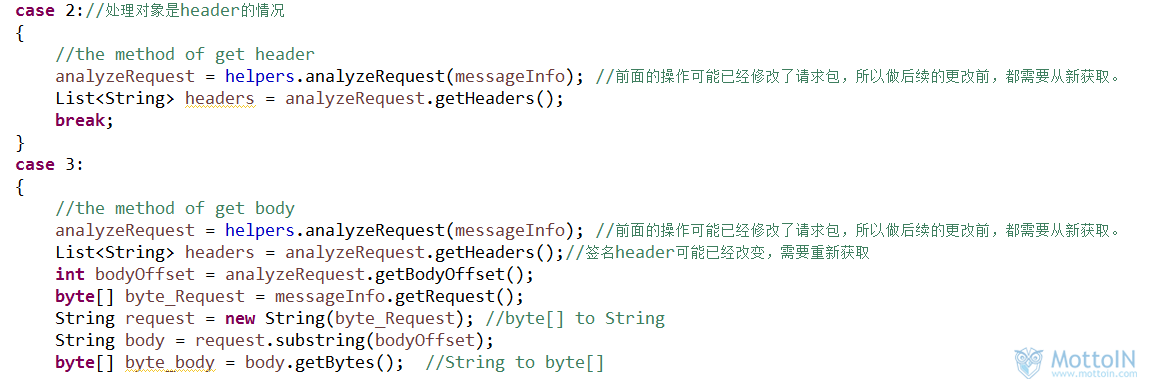 case 2://处理对象是header的情况
{
    //the method of get header
    analyzeRequest = helpers.analyzeRequest(messageInfo); //前面的操作可能已经修改了请求包，所以做后续的更改前，都需要从新获取。
    List<String> headers = analyzeRequest.getHeaders();
    break;
}
case 3:
{
    //the method of get body
    analyzeRequest = helpers.analyzeRequest(messageInfo); //前面的操作可能已经修改了请求包，所以做后续的更改前，都需要从新获取。
    List<String> headers = analyzeRequest.getHeaders();//签名header可能已经改变，需要重新获取
    int bodyOffset = analyzeRequest.getBodyOffset();
    byte[] byte_Request = messageInfo.getRequest();
    String request = new String(byte_Request); //byte[] to String
    String body = request.substring(bodyOffset);
    byte[] byte_body = body.getBytes();  //String to byte[]
MottoIN
www.mottoin.com